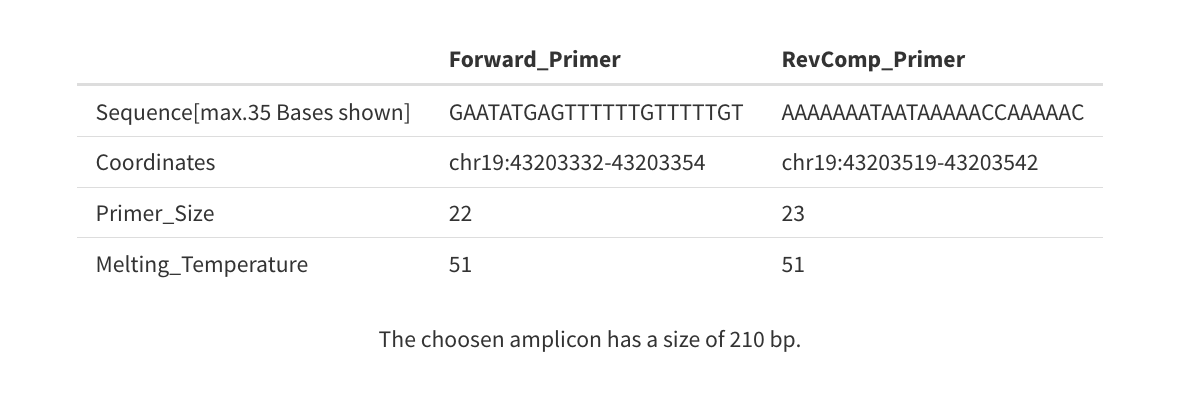 Forward_Primer RevComp_Primer
Sequence[max.35 Bases shown] GAATATGAGTTTTTTGTTTTTGT AAAAAAATAATAAAAACCAAAAAC
Coordinates chr19:43203332-43203354 chr19:43203519-43203542
Primer_Size 22 23
Melting_Temperature 51 51
The choosen amplicon has a size of 210 bp.